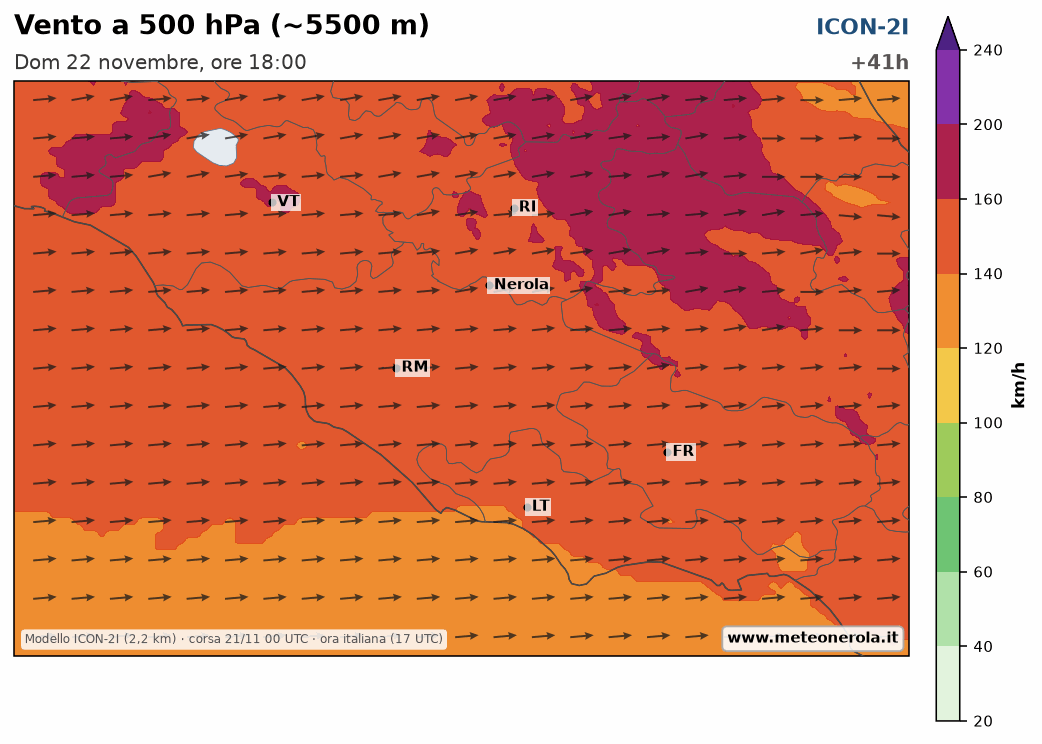 Vento a 500 hPa (~5500 m)
ICON-2I
Dom 22 novembre, ore 18:00
+41h
VT
RI
Nerola
RM
FR
LT
Modello ICON-2I (2,2 km) · corsa 21/11 00 UTC · ora italiana (17 UTC)
www.meteonerola.it
240
200
160
140
120
100
80
60
40
20
km/h